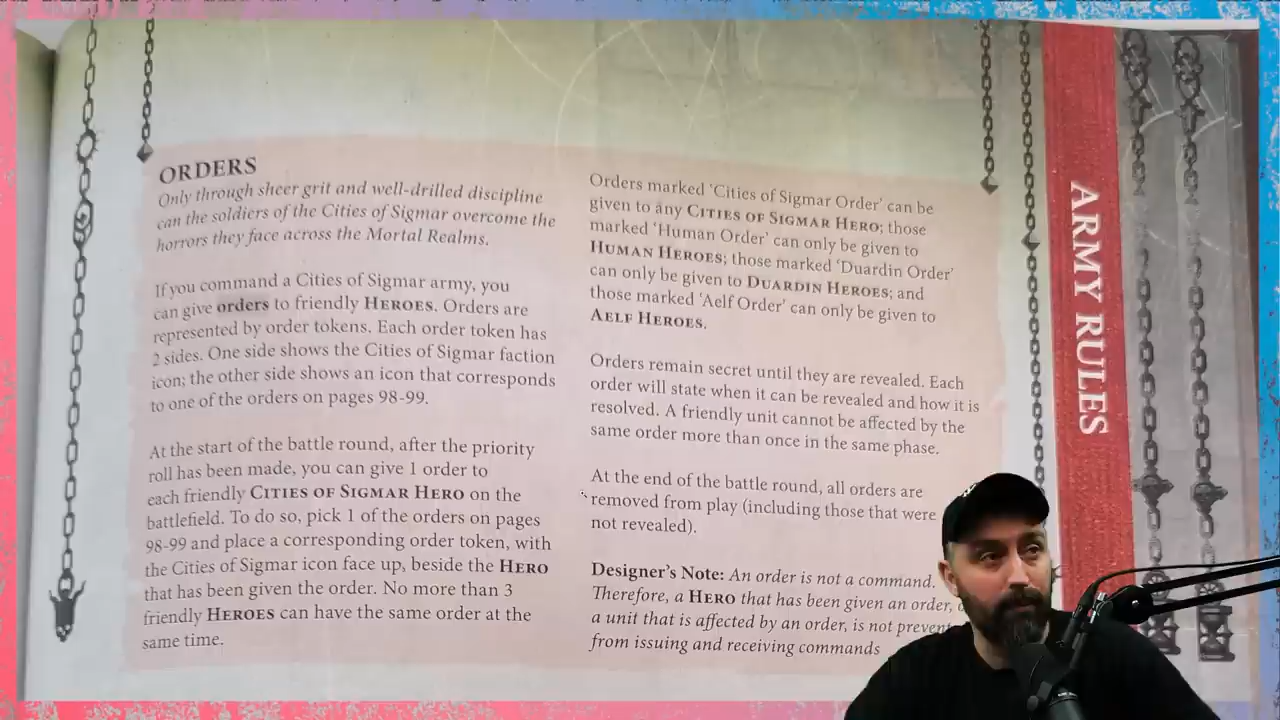 ORDERS
Only through sheer grit and well-drilled discipline
can the soldiers of the Cities of Sigmar overcome the
horrors they face across the Mortal Realms.
If you command a Cities of Sigmar army, you
can give orders to friendly HEROES. Orders are
represented by order tokens. Each order token has
2 sides. One side shows the Cities of Sigmar faction
icon; the other side shows an icon that corresponds
to one of the orders on pages 98-99.
At the start of the battle round, after the priority
roll has been made, you can give 1 order to
each friendly CITIES OF SIGMAR HERO on the
battlefield. To do so, pick 1 of the orders on pages
98-99 and place a corresponding order token, with
the Cities of Sigmar icon face up, beside the HERO
that has been given the order. No more than 3
friendly HEROES can have the same order at the
same time.
Orders marked ‘Cities of Sigmar Order’ can be
given to any CITIES OF SIGMAR HERO; those
marked ‘Human Order’ can only be given to
HUMAN HEROES; those marked ‘Duardin Order’
can only be given to DUARDIN HEROES; and
those marked ‘Aelf Order’ can only be given to
AELF HEROES.
Orders remain secret until they are revealed. Each
order will state when it can be revealed and how it is
resolved. A friendly unit cannot be affected by the
same order more than once in the same phase.
At the end of the battle round, all orders are
removed from play (including those that were
not revealed).
Designer’s Note: An order is not a command.
Therefore, a HERO that has been given an order,
a unit that is affected by an order, is not
from issuing and receiving commands
ARMY RULES